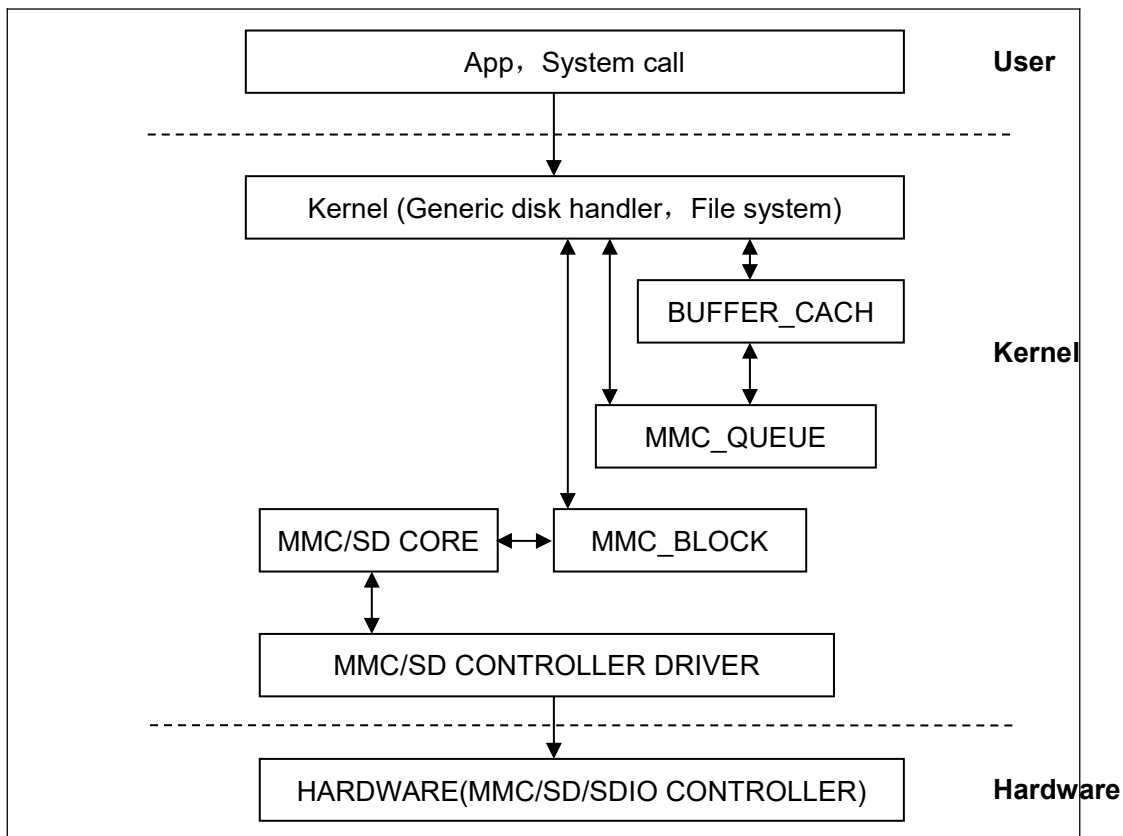 App，System call
User
Kernel (Generic disk handler，File system)
BUFFER_CACH
Kernel
MMC_QUEUE
MMC/SD CORE
MMC_BLOCK
MMC/SD CONTROLLER DRIVER
HARDWARE(MMC/SD/SDIO CONTROLLER)
Hardware